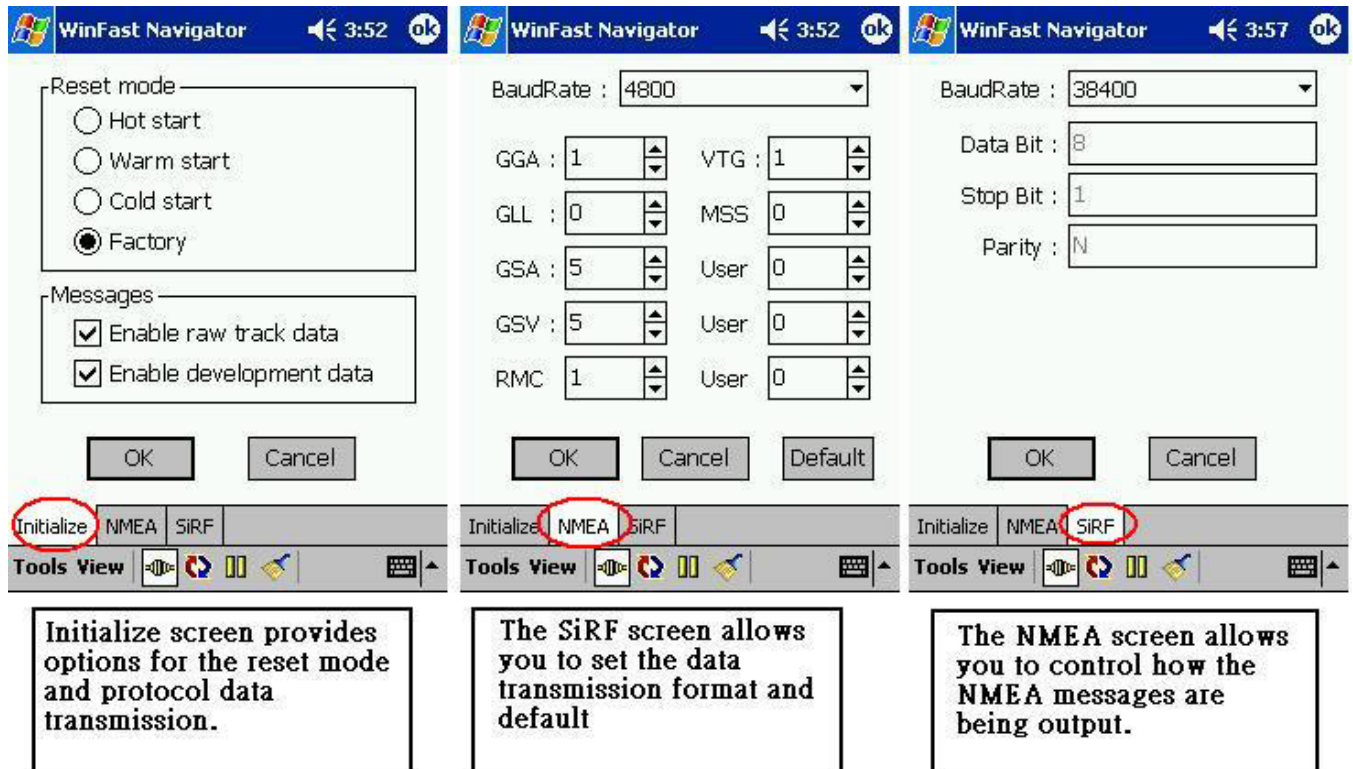 WinFast Navigator 3:52 ok
Reset mode
Hot start
Warm start
Cold start
Factory
Messages
Enable raw track data
Enable development data
OK Cancel
Initialize NMEA SiRF
Tools View
Initialize screen provides
options for the reset mode
and protocol data
transmission.
WinFast Navigator 3:52 ok
BaudRate : 4800
GGA : 1 VTG : 1
GLL : 0 MSS 0
GSA : 5 User 0
GSV : 5 User 0
RMC 1 User 0
OK Cancel Default
Initialize NMEA SiRF
Tools View
The SiRF screen allows
you to set the data
transmission format and
default
WinFast Navigator 3:57 ok
BaudRate : 38400
Data Bit : 8
Stop Bit : 1
Parity : N
OK Cancel
Initialize NMEA SiRF
Tools View
The NMEA screen allows
you to control how the
NMEA messages are
being output.